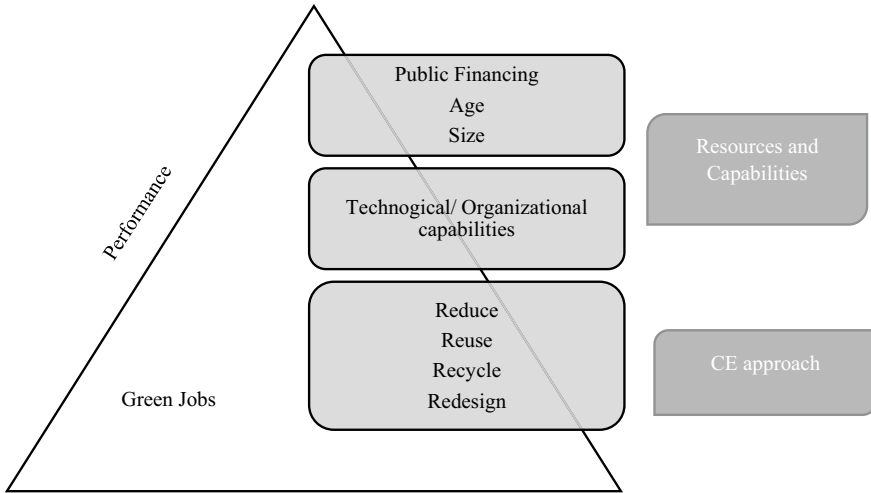 Public Financing
Age
Size
Resources and
Capabilities
Performance
Technogical/ Organizational
capabilities
Reduce
Reuse
Recycle
Redesign
CE approach
Green Jobs